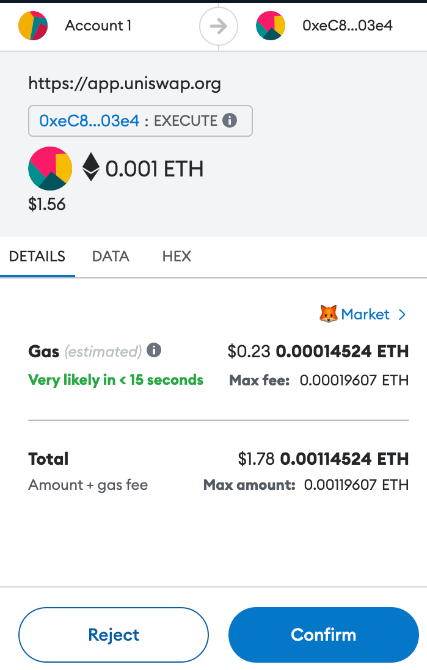 Account 1
0xeC8...03e4
https://app.uniswap.org
0xeC8...03e4 : EXECUTE
0.001 ETH
$1.56
DETAILS DATA HEX
Market >
Gas (estimated) $0.23 0.00014524 ETH
Very likely in < 15 seconds Max fee: 0.00019607 ETH
Total $1.78 0.00114524 ETH
Amount + gas fee Max amount: 0.00119607 ETH
Reject Confirm